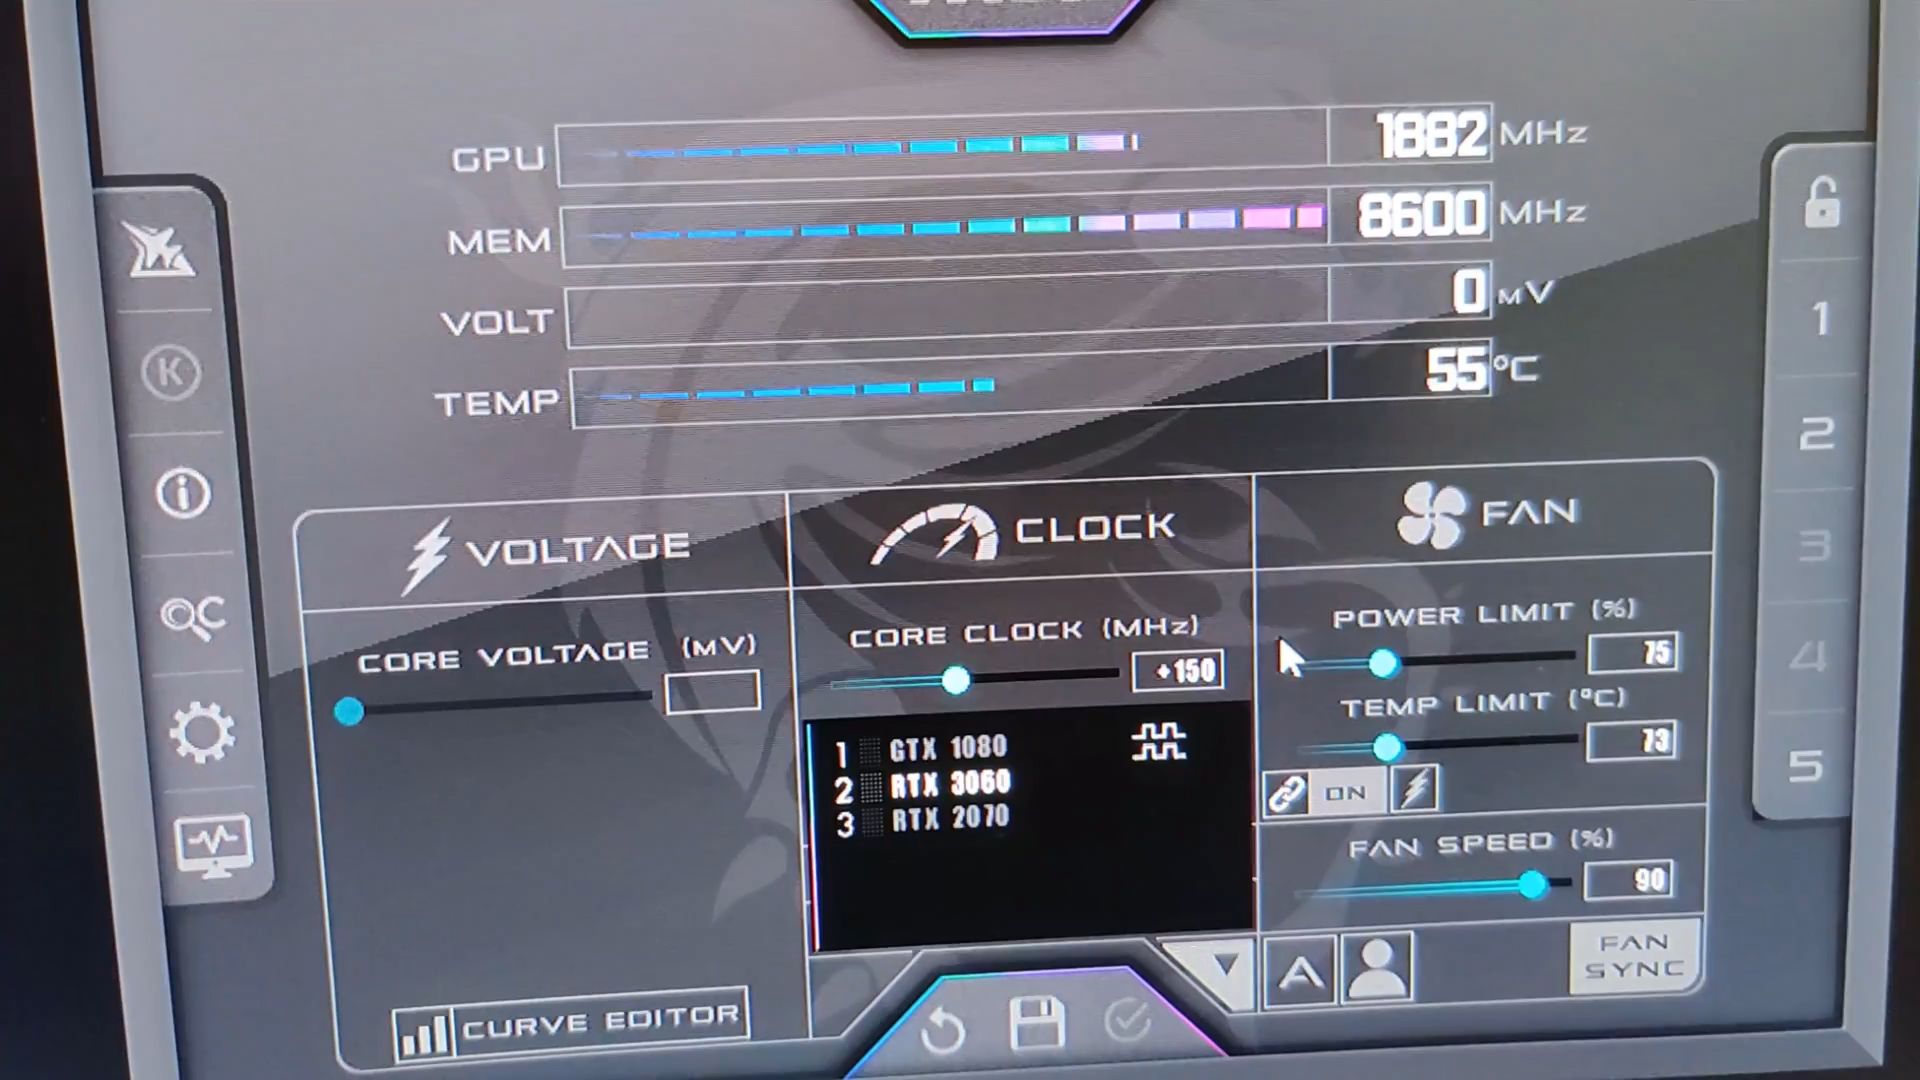 GPU 1882 MHz
MEM 8600 MHz
VOLT 0 MV
TEMP 55 °C
K
1
2
3
4
5
VOLTAGE
CORE VOLTAGE (MV)
CURVE EDITOR
CLOCK
CORE CLOCK (MHz)
+150
1 GTX 1080
2 RTX 3060
3 RTX 2070
FAN
POWER LIMIT (%)
75
TEMP LIMIT (°C)
73
ON
FAN SPEED (%)
90
A
FAN
SYNC